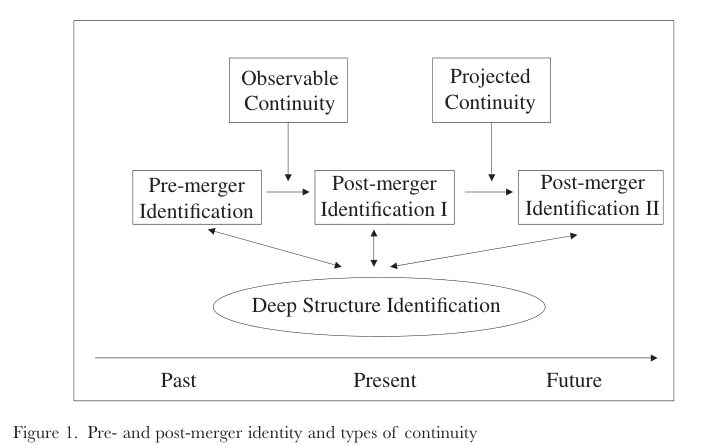 Observable
Continuity
Projected
Continuity
Pre-merger
Identification
Post-merger
Identification I
Post-merger
Identification II
Deep Structure Identification
Past
Present
Future
Figure 1. Pre- and post-merger identity and types of continuity